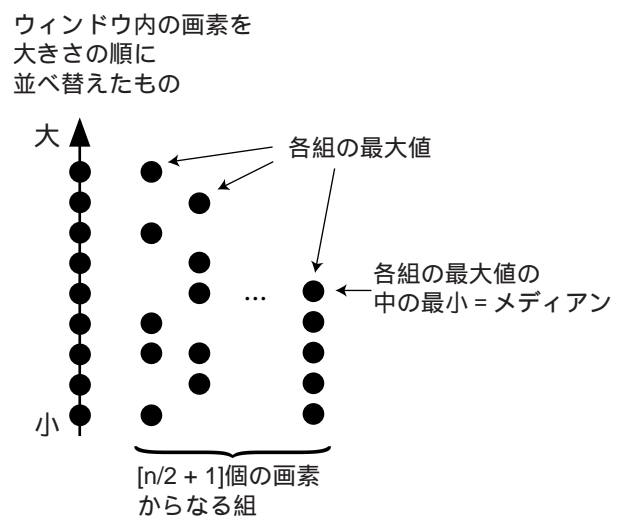 ウィンドウ内の画素を
大きさの順に
並べ替えたもの
大
各組の最大値
各組の最大値の
中の最小 = メディアン
...
小
[n/2 + 1]個の画素
からなる組